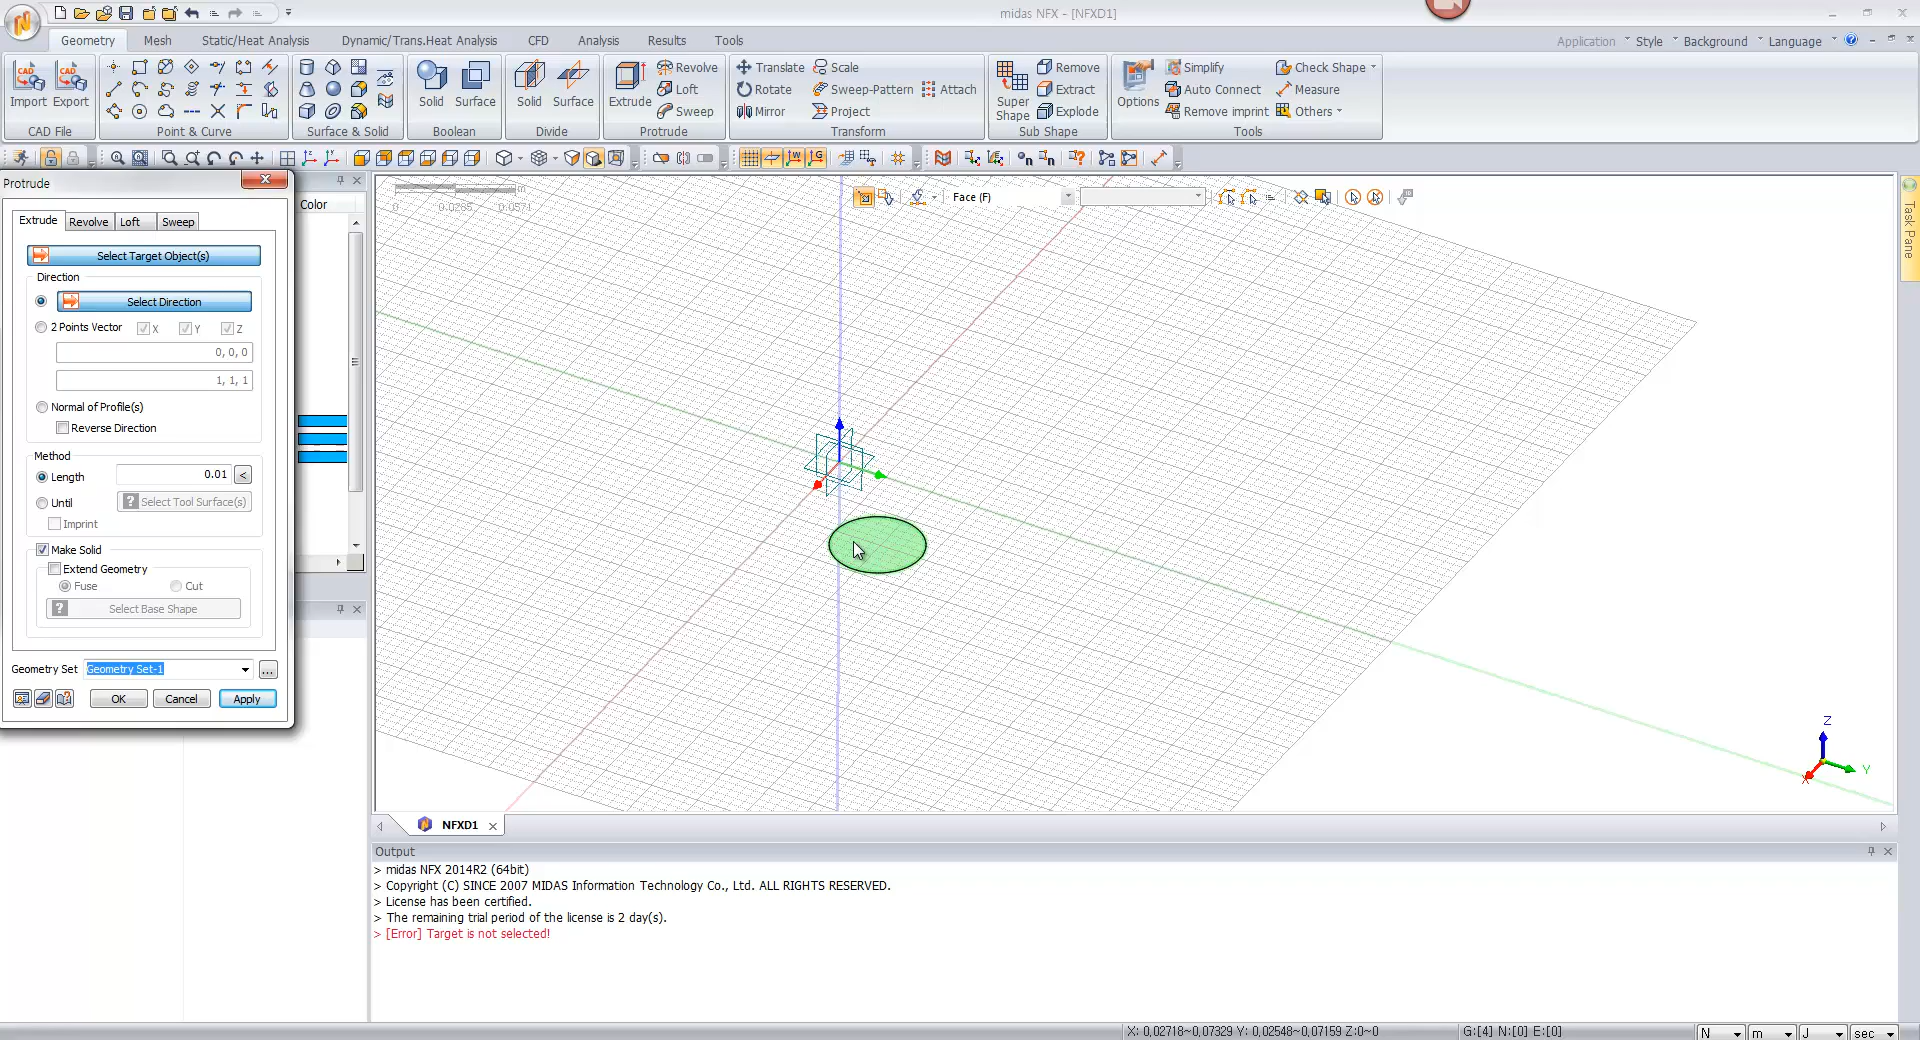 midas NFX - [NFXD1]
Geometry Mesh Static/Heat Analysis Dynamic/Trans.Heat Analysis CFD Analysis Results Tools
Application Style Background Language
Import Export
CAD File
Point & Curve
Surface & Solid
Solid Surface
Boolean
Solid Surface
Divide
Extrude Revolve Loft Sweep
Protrude
Translate Scale
Rotate Sweep-Pattern Attach
Mirror Project
Transform
Super Shape Remove Extract Explode
Sub Shape
Options Simplify Check Shape
Auto Connect Measure
Remove imprint Others
Tools
Protrude
Color
Extrude Revolve Loft Sweep
Select Target Object(s)
Direction
Select Direction
2 Points Vector X Y Z
0, 0, 0
1, 1, 1
Normal of Profile(s)
Reverse Direction
Method
Length 0.01 <
Until ? Select Tool Surface(s)
Imprint
Make Solid
Extend Geometry
Fuse Cut
? Select Base Shape
Geometry Set Geometry Set-1 ...
OK Cancel Apply
0 0.0285 0.0571
m
Face (F)
Task Pane
Z
Y
X
NFXD1
Output
> midas NFX 2014R2 (64bit)
> Copyright (C) SINCE 2007 MIDAS Information Technology Co., Ltd. ALL RIGHTS RESERVED.
> License has been certified.
> The remaining trial period of the license is 2 day(s).
> [Error] Target is not selected!
X: 0,02718~0,07329 Y: 0,02548~0,07159 Z:0~0 G:[4] N:[0] E:[0] N m J sec